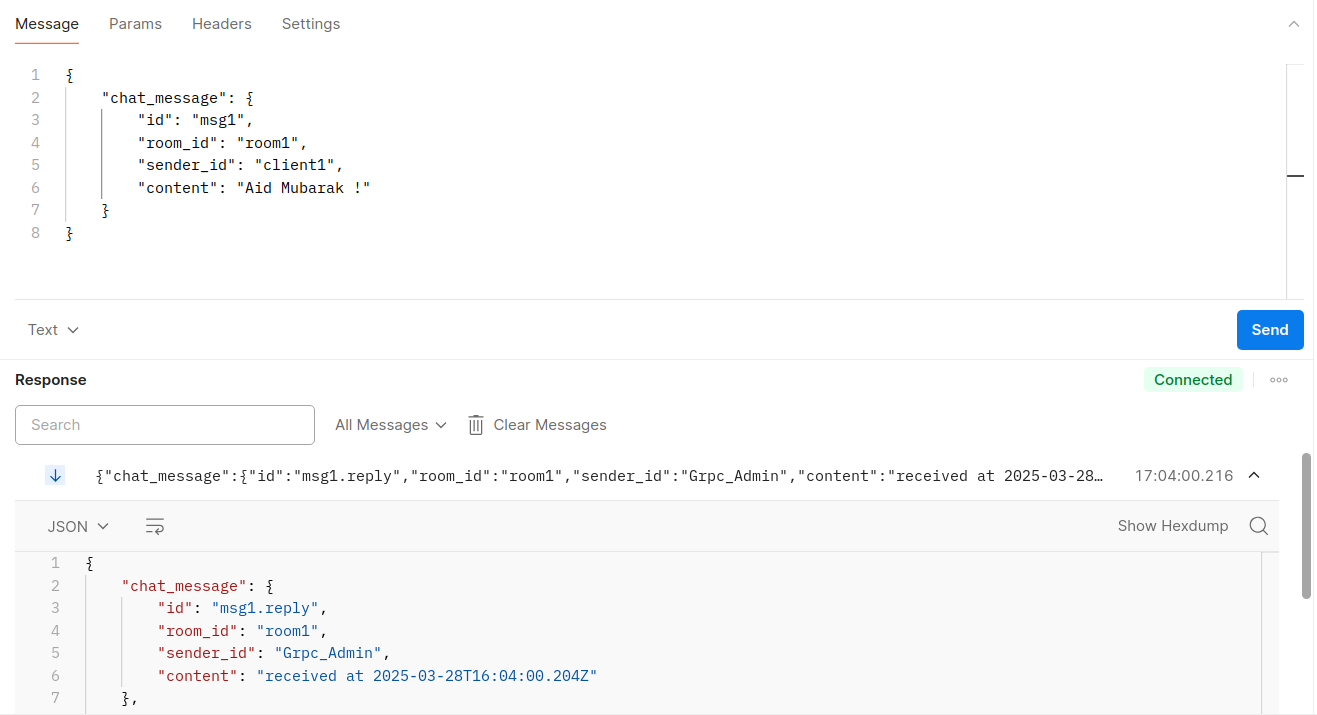 Message Params Headers Settings
1 {
2 "chat_message": {
3 "id": "msg1",
4 "room_id": "room1",
5 "sender_id": "client1",
6 "content": "Aid Mubarak !"
7 }
8 }
Text Send
Response Connected
Search All Messages Clear Messages
{"chat_message":{"id":"msg1.reply","room_id":"room1","sender_id":"Grpc_Admin","content":"received at 2025-03-28… 17:04:00.216
JSON Show Hexdump
1 {
2 "chat_message": {
3 "id": "msg1.reply",
4 "room_id": "room1",
5 "sender_id": "Grpc_Admin",
6 "content": "received at 2025-03-28T16:04:00.204Z"
7 },